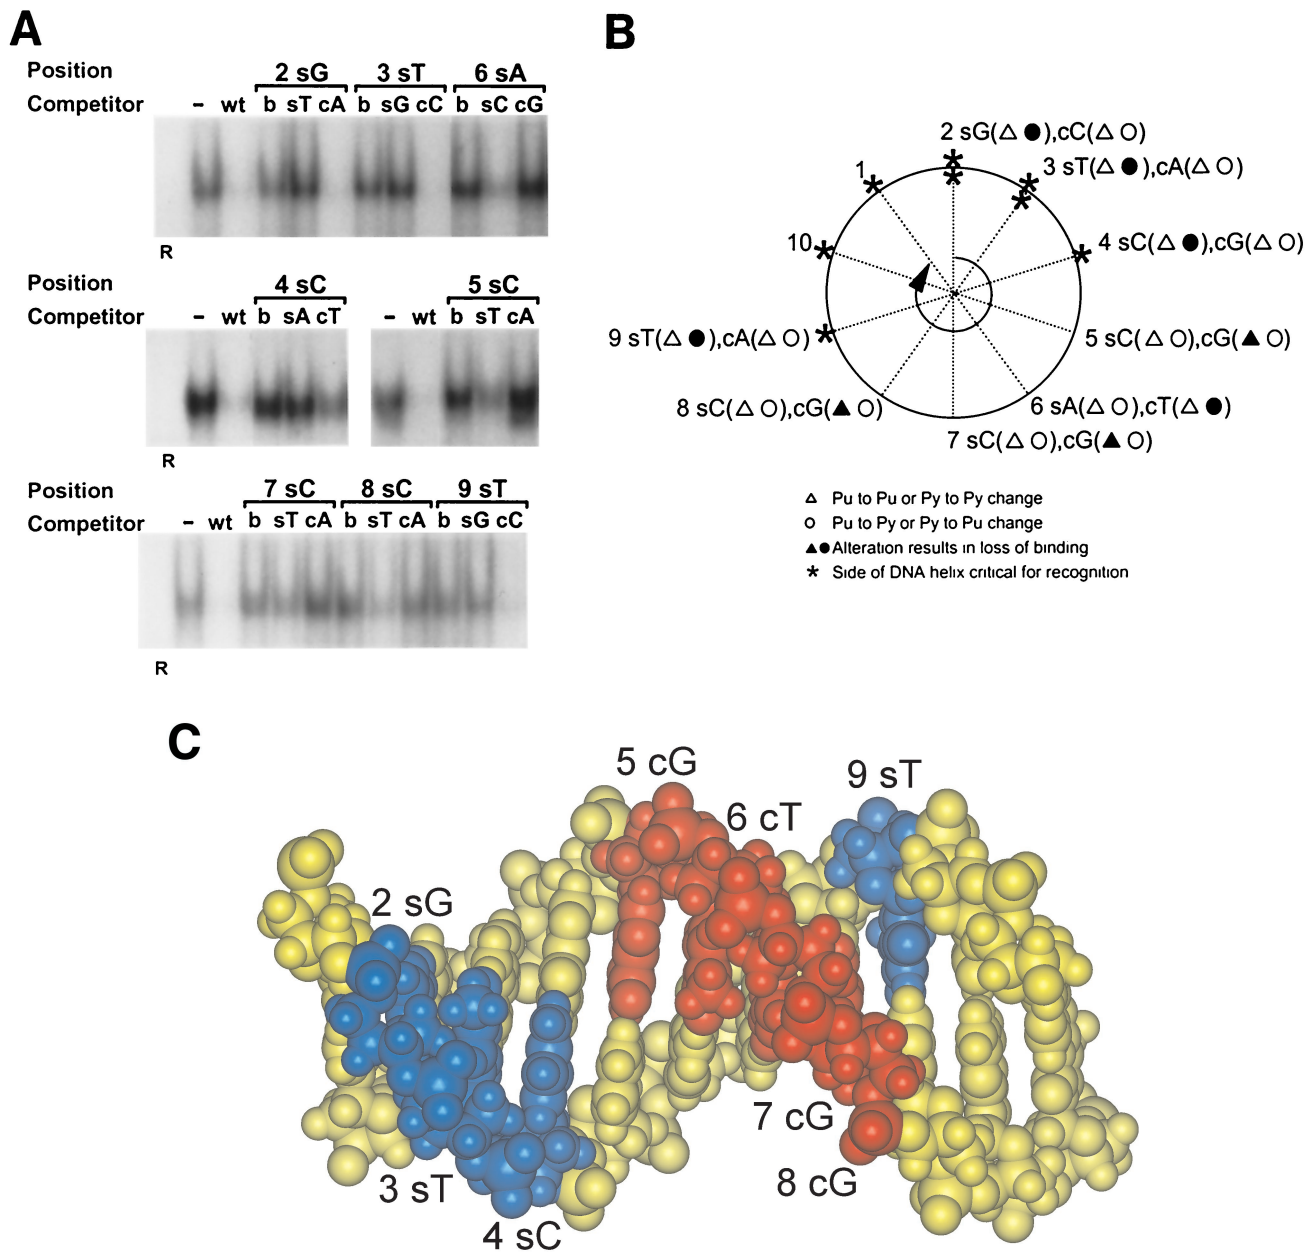 A
Position 2 sG 3 sT 6 sA
Competitor – wt b sT cA b sG cC b sC cG
R
Position 4 sC 5 sC
Competitor – wt b sA cT – wt b sT cA
R
Position 7 sC 8 sC 9 sT
Competitor – wt b sT cA b sT cA b sG cC
R
B
2 sG(△ ●),cC(△ O)
1
3 sT(△ ●),cA(△ O)
10
4 sC(△ ●),cG(△ O)
9 sT(△ ●),cA(△ O)
5 sC(△ O),cG(▲ O)
8 sC(△ O),cG(▲ O)
6 sA(△ O),cT(△ ●)
7 sC(△ O),cG(▲ O)
△ Pu to Pu or Py to Py change
O Pu to Py or Py to Pu change
▲● Alteration results in loss of binding
* Side of DNA helix critical for recognition
C
5 cG
9 sT
6 cT
2 sG
7 cG
3 sT
8 cG
4 sC